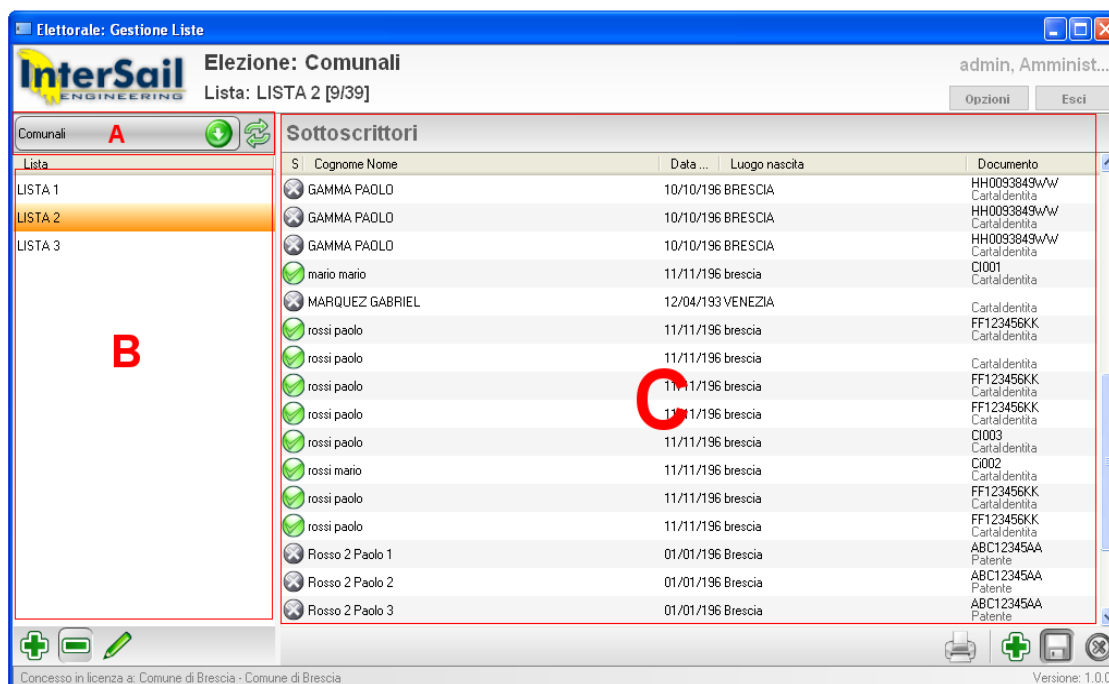 Elettorale: Gestione Liste
InterSail
ENGINEERING
Elezione: Comunali
Lista: LISTA 2 [9/39]
admin, Amminist...
Opzioni Esci
Comunali A
Sottoscrittori
Lista
S Cognome Nome Data ... Luogo nascita Documento
LISTA 1
LISTA 2
LISTA 3
B
C
GAMMA PAOLO 10/10/196 BRESCIA HH0093849WW
CartaIdentita
GAMMA PAOLO 10/10/196 BRESCIA HH0093849WW
CartaIdentita
GAMMA PAOLO 10/10/196 BRESCIA HH0093849WW
CartaIdentita
mario mario 11/11/196 brescia CI001
CartaIdentita
MARQUEZ GABRIEL 12/04/193 VENEZIA
CartaIdentita
rossi paolo 11/11/196 brescia FF123456KK
CartaIdentita
rossi paolo 11/11/196 brescia
CartaIdentita
rossi paolo 11/11/196 brescia FF123456KK
CartaIdentita
rossi paolo 11/11/196 brescia FF123456KK
CartaIdentita
rossi paolo 11/11/196 brescia CI003
CartaIdentita
rossi mario 11/11/196 brescia Ci002
CartaIdentita
rossi paolo 11/11/196 brescia FF123456KK
CartaIdentita
rossi paolo 11/11/196 brescia FF123456KK
CartaIdentita
Rosso 2 Paolo 1 01/01/196 Brescia ABC12345AA
Patente
Rosso 2 Paolo 2 01/01/196 Brescia ABC12345AA
Patente
Rosso 2 Paolo 3 01/01/196 Brescia ABC12345AA
Patente
Concesso in licenza a: Comune di Brescia - Comune di Brescia
Versione: 1.0.0